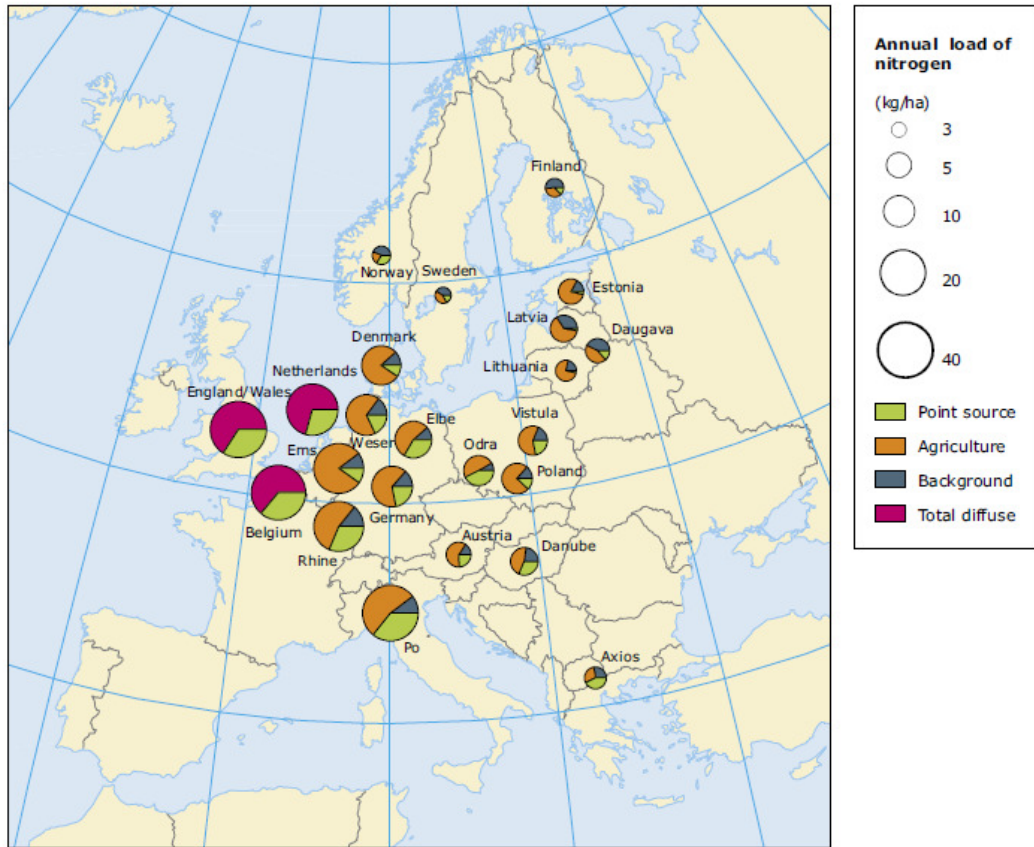 Finland
Norway
Sweden
Estonia
Latvia
Daugava
Denmark
Lithuania
Netherlands
England/Wales
Elbe
Vistula
Weser
Ems
Odra
Poland
Germany
Belgium
Rhine
Austria
Danube
Po
Axios
Annual load of
nitrogen
(kg/ha)
3
5
10
20
40
Point source
Agriculture
Background
Total diffuse